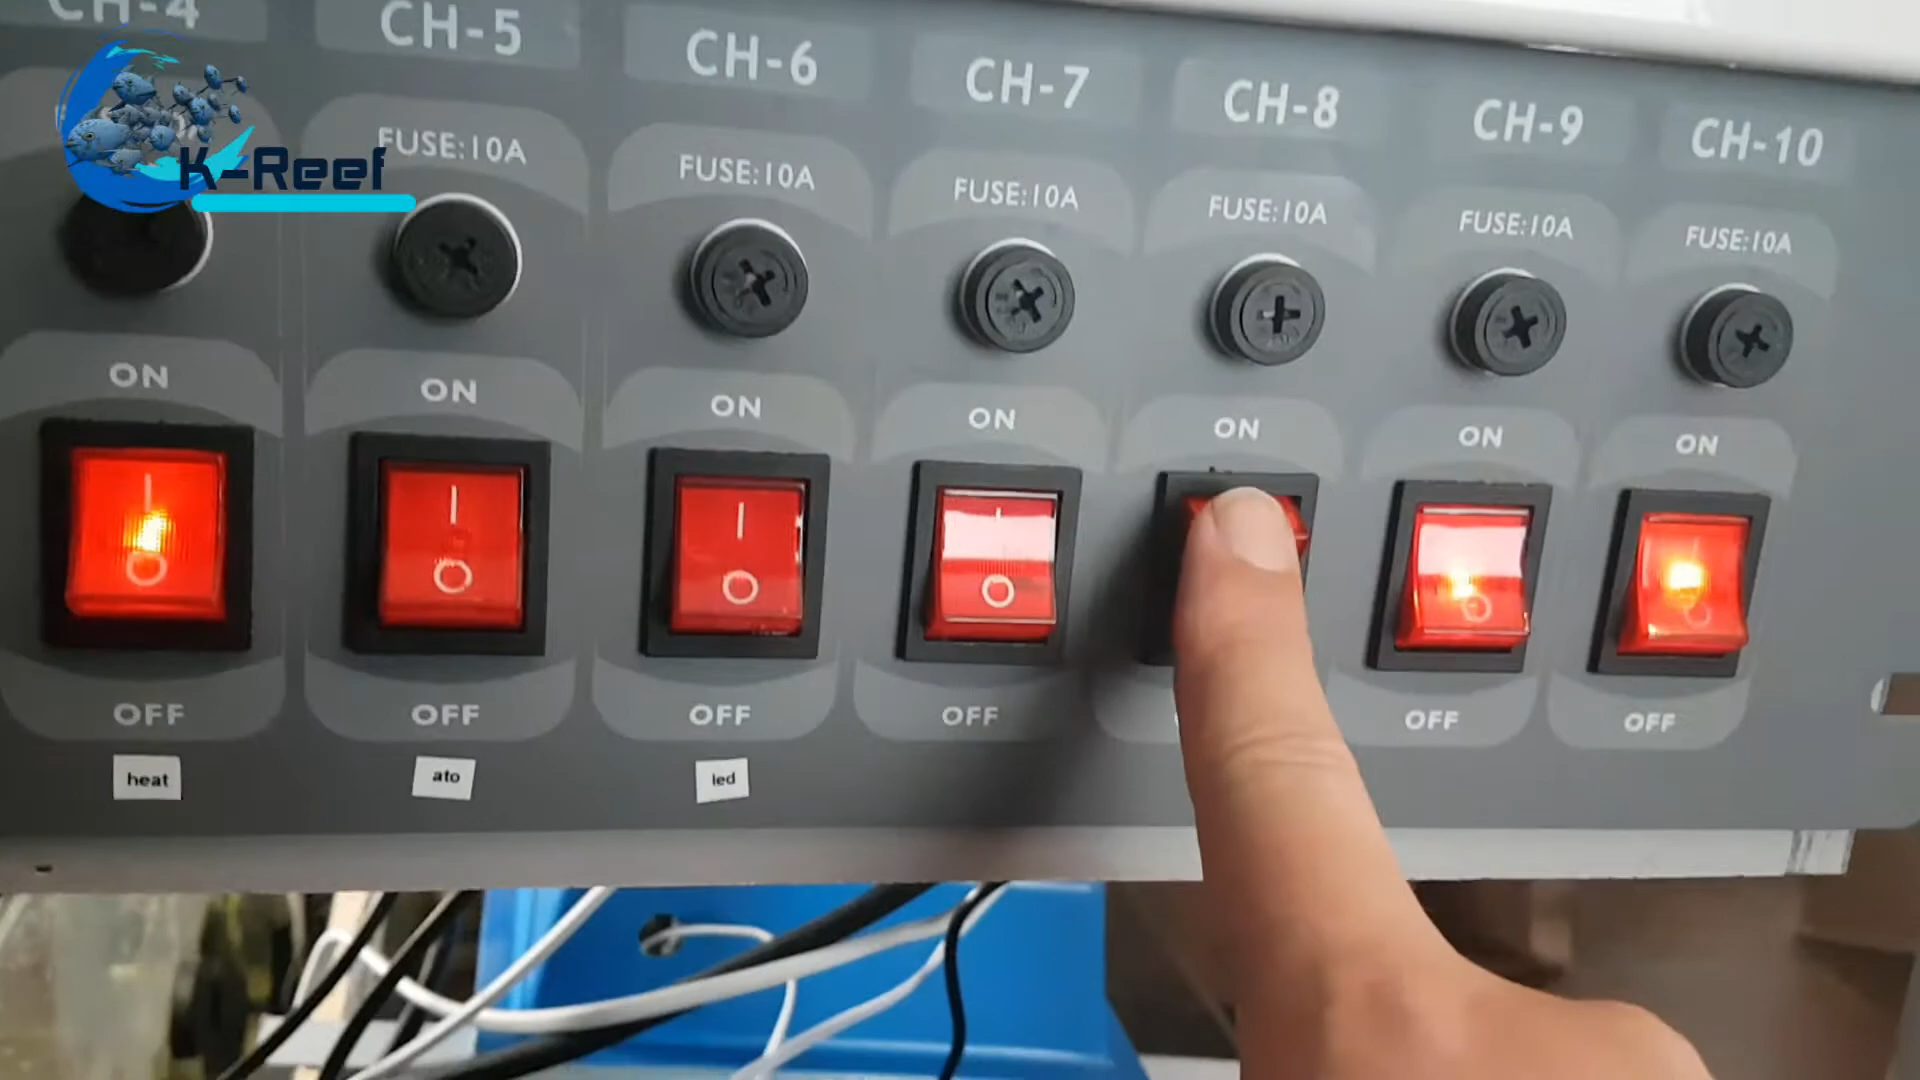 CH-4 CH-5 CH-6 CH-7 CH-8 CH-9 CH-10
K-Reef
FUSE:10A FUSE:10A FUSE:10A FUSE:10A FUSE:10A FUSE:10A
ON ON ON ON ON ON ON
OFF OFF OFF OFF OFF OFF
heat ato led